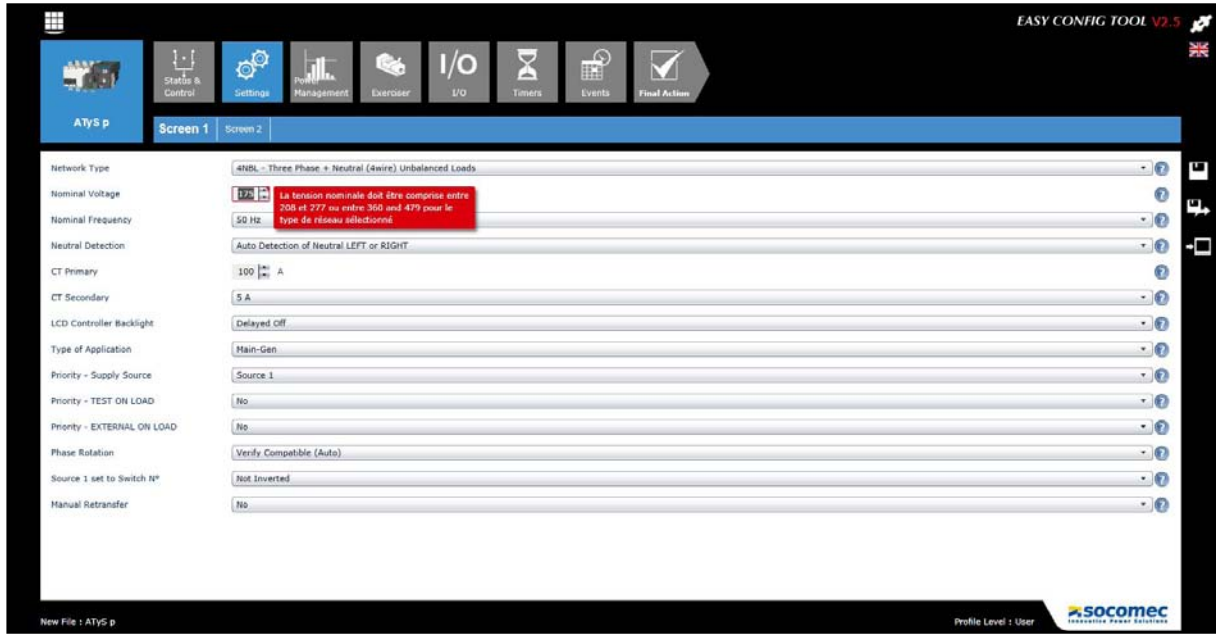 EASY CONFIG TOOL V2.5
Status & Control
Settings
Power Management
Exerciser
I/O
I/O
Timers
Events
Final Action
ATyS p
Screen 1
Screen 2
Network Type
4NBL - Three Phase + Neutral (4wire) Unbalanced Loads
Nominal Voltage
175
La tension nominale doit être comprise entre
208 et 277 ou entre 360 and 479 pour le
type de réseau sélectionné
Nominal Frequency
50 Hz
Neutral Detection
Auto Detection of Neutral LEFT or RIGHT
CT Primary
100 A
CT Secondary
5 A
LCD Controller Backlight
Delayed Off
Type of Application
Main-Gen
Priority - Supply Source
Source 1
Priority - TEST ON LOAD
No
Priority - EXTERNAL ON LOAD
No
Phase Rotation
Verify Compatible (Auto)
Source 1 set to Switch N°
Not Inverted
Manual Retransfer
No
New File : ATyS p
Profile Level : User
socomec
Innovative Power Solutions